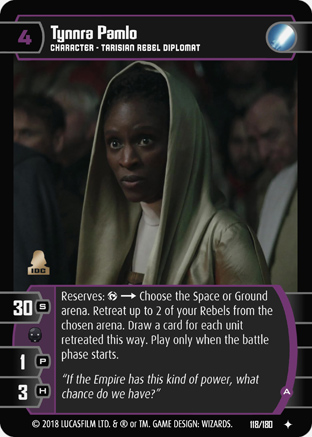 4
Tynnra Pamlo
CHARACTER - TARISIAN REBEL DIPLOMAT
IDC
30 S
1 P
3 H
Reserves: → Choose the Space or Ground
arena. Retreat up to 2 of your Rebels from the
chosen arena. Draw a card for each unit
retreated this way. Play only when the battle
phase starts.
"If the Empire has this kind of power, what
chance do we have?"
A
© 2018 LUCASFILM LTD. & ® or TM. GAME DESIGN: WIZARDS. 118/180